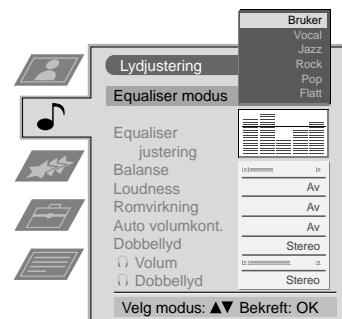 Bruker
Vocal
Jazz
Rock
Pop
Flatt
Lydjustering
Equaliser modus
Equaliser
justering
Balanse
Loudness Av
Romvirkning Av
Auto volumkont. Av
Dobbellyd Stereo
Volum
Dobbellyd Stereo
Velg modus: ▲▼ Bekreft: OK